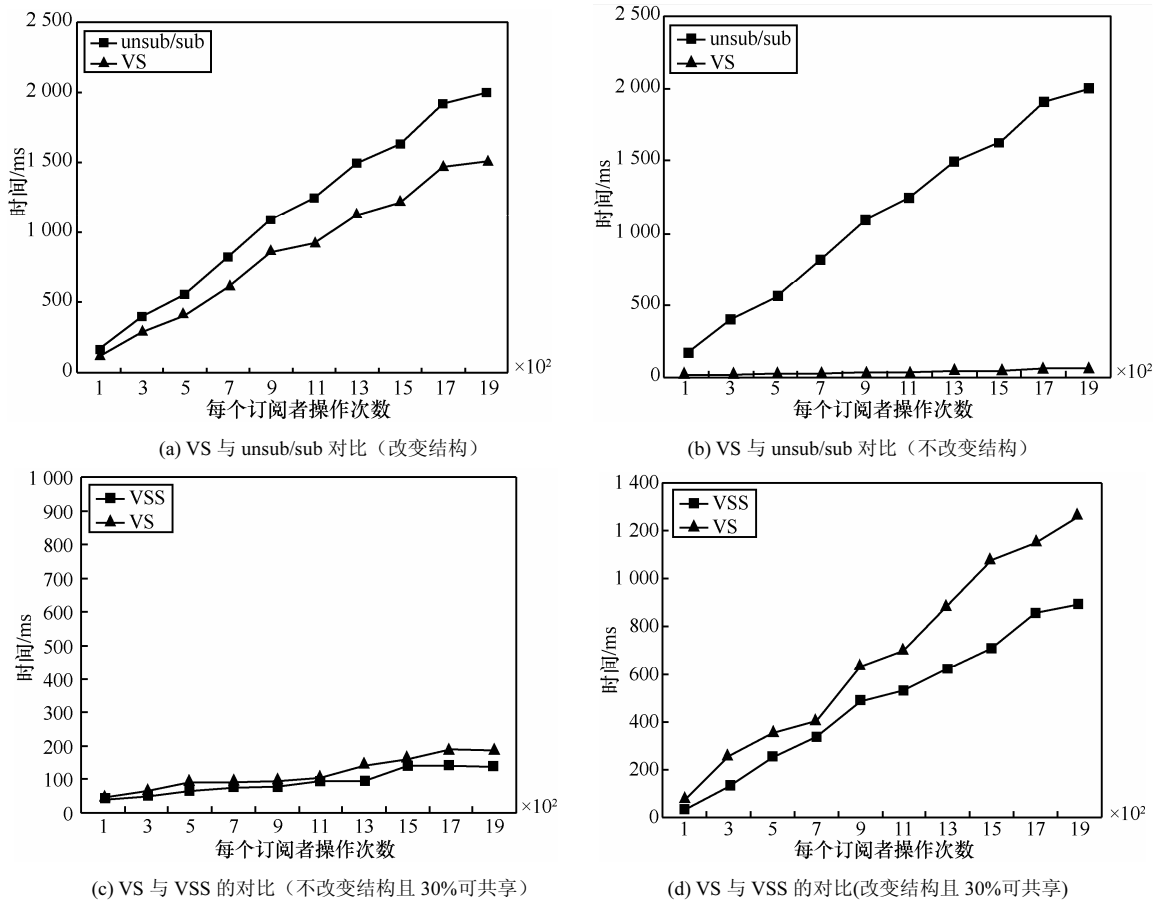 2 500
unsub/sub
VS
2 000
1 500
1 000
500
0
时间/ms
1 3 5 7 9 11 13 15 17 19
×10²
每个订阅者操作次数
(a) VS 与 unsub/sub 对比（改变结构）
2 500
unsub/sub
VS
2 000
1 500
1 000
500
0
时间/ms
1 3 5 7 9 11 13 15 17 19
×10²
每个订阅者操作次数
(b) VS 与 unsub/sub 对比（不改变结构）
1 000
VSS
VS
900
800
700
600
500
400
300
200
100
0
时间/ms
1 3 5 7 9 11 13 15 17 19
×10²
每个订阅者操作次数
(c) VS 与 VSS 的对比（不改变结构且 30%可共享）
1 400
VSS
VS
1 200
1 000
800
600
400
200
0
时间/ms
1 3 5 7 9 11 13 15 17 19
×10²
每个订阅者操作次数
(d) VS 与 VSS 的对比(改变结构且 30%可共享)